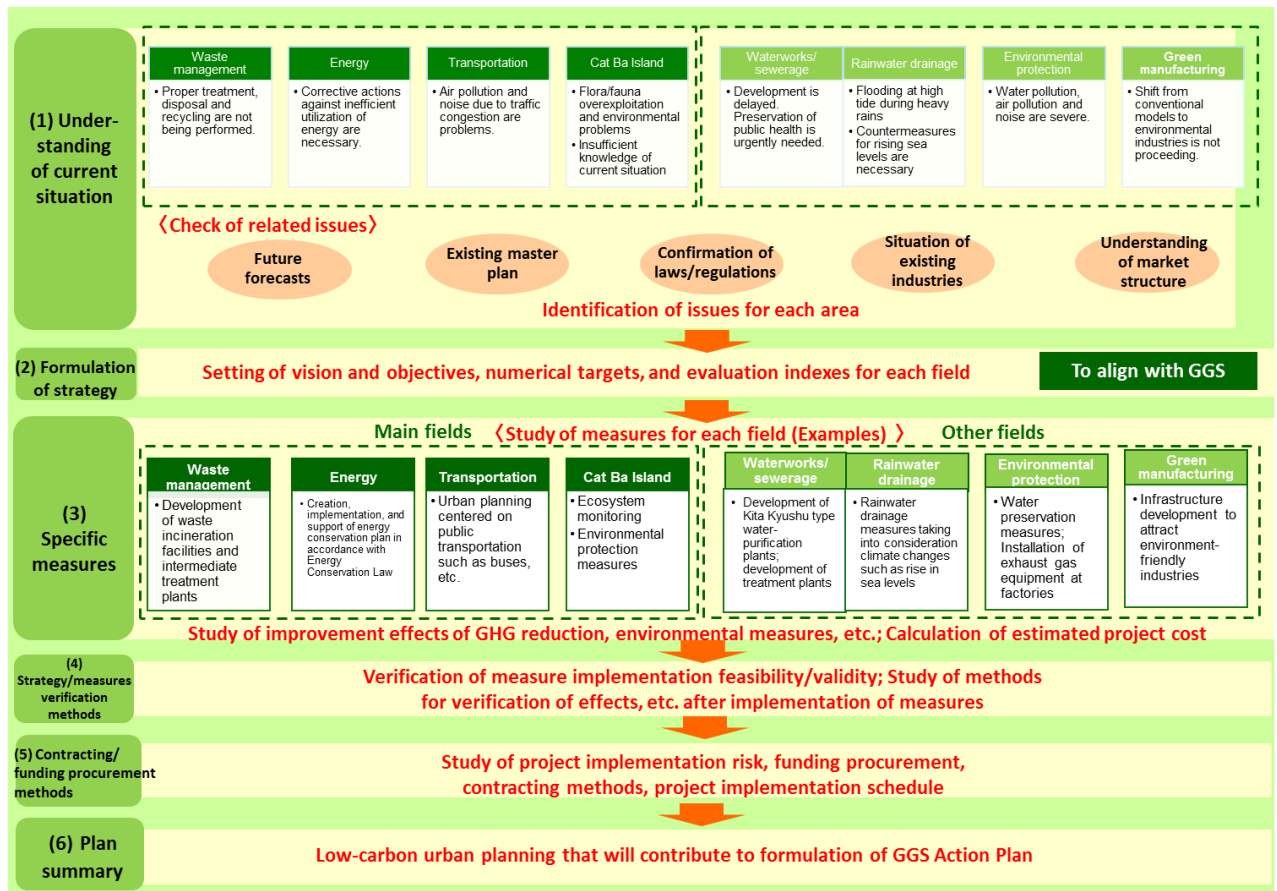 (1) Under-
standing
of current
situation
Waste
management
• Proper treatment,
disposal and
recycling are not
being performed.
Energy
• Corrective actions
against inefficient
utilization of
energy are
necessary.
Transportation
• Air pollution and
noise due to traffic
congestion are
problems.
Cat Ba Island
• Flora/fauna
overexploitation
and environmental
problems
• Insufficient
knowledge of
current situation
Waterworks/
sewerage
• Development is
delayed.
Preservation of
public health is
urgently needed.
Rainwater drainage
• Flooding at high
tide during heavy
rains
• Countermeasures
for rising sea
levels are
necessary
Environmental
protection
• Water pollution,
air pollution and
noise are severe.
Green
manufacturing
• Shift from
conventional
models to
environmental
industries is not
proceeding.
〈Check of related issues〉
Future
forecasts
Existing master
plan
Confirmation of
laws/regulations
Situation of
existing
industries
Understanding
of market
structure
Identification of issues for each area
(2) Formulation
of strategy
Setting of vision and objectives, numerical targets, and evaluation indexes for each field
To align with GGS
(3)
Specific
measures
Main fields
〈Study of measures for each field (Examples) 〉
Other fields
Waste
management
• Development
of waste
incineration
facilities and
intermediate
treatment
plants
Energy
• Creation,
implementation, and
support of energy
conservation plan in
accordance with
Energy
Conservation Law
Transportation
• Urban planning
centered on
public
transportation
such as buses,
etc.
Cat Ba Island
• Ecosystem
monitoring
• Environmental
protection
measures
Waterworks/
sewerage
• Development of
Kita Kyushu type
water-
purification
plants;
development of
treatment plants
Rainwater
drainage
• Rainwater
drainage
measures taking
into consideration
climate changes
such as rise in
sea levels
Environmental
protection
• Water
preservation
measures;
Installation of
exhaust gas
equipment at
factories
Green
manufacturing
• Infrastructure
development to
attract
environment-
friendly
industries
Study of improvement effects of GHG reduction, environmental measures, etc.; Calculation of estimated project cost
(4)
Strategy/measures
verification
methods
Verification of measure implementation feasibility/validity; Study of methods
for verification of effects, etc. after implementation of measures
(5) Contracting/
funding procurement
methods
Study of project implementation risk, funding procurement,
contracting methods, project implementation schedule
(6) Plan
summary
Low-carbon urban planning that will contribute to formulation of GGS Action Plan